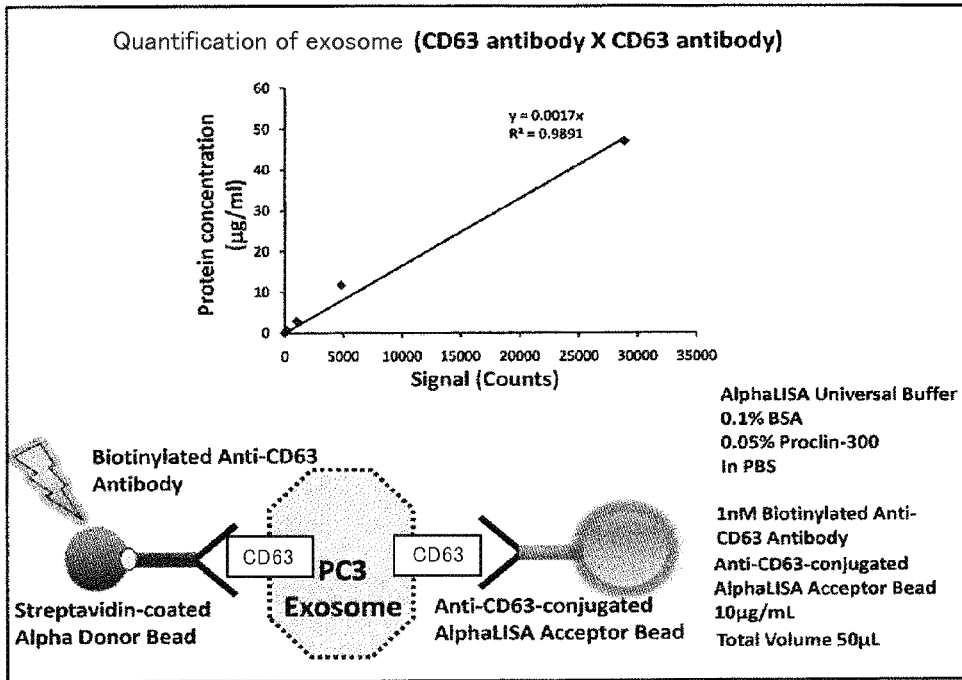 Quantification of exosome (CD63 antibody X CD63 antibody)
Protein concentration
(µg/ml)
60
50
40
30
20
10
0
y = 0.0017x
R² = 0.9891
0
5000
10000
15000
20000
25000
30000
35000
Signal (Counts)
AlphaLISA Universal Buffer
0.1% BSA
0.05% Proclin-300
In PBS
Biotinylated Anti-CD63
Antibody
CD63
PC3
Exosome
CD63
Streptavidin-coated
Alpha Donor Bead
Anti-CD63-conjugated
AlphaLISA Acceptor Bead
1nM Biotinylated Anti-
CD63 Antibody
Anti-CD63-conjugated
AlphaLISA Acceptor Bead
10µg/mL
Total Volume 50µL